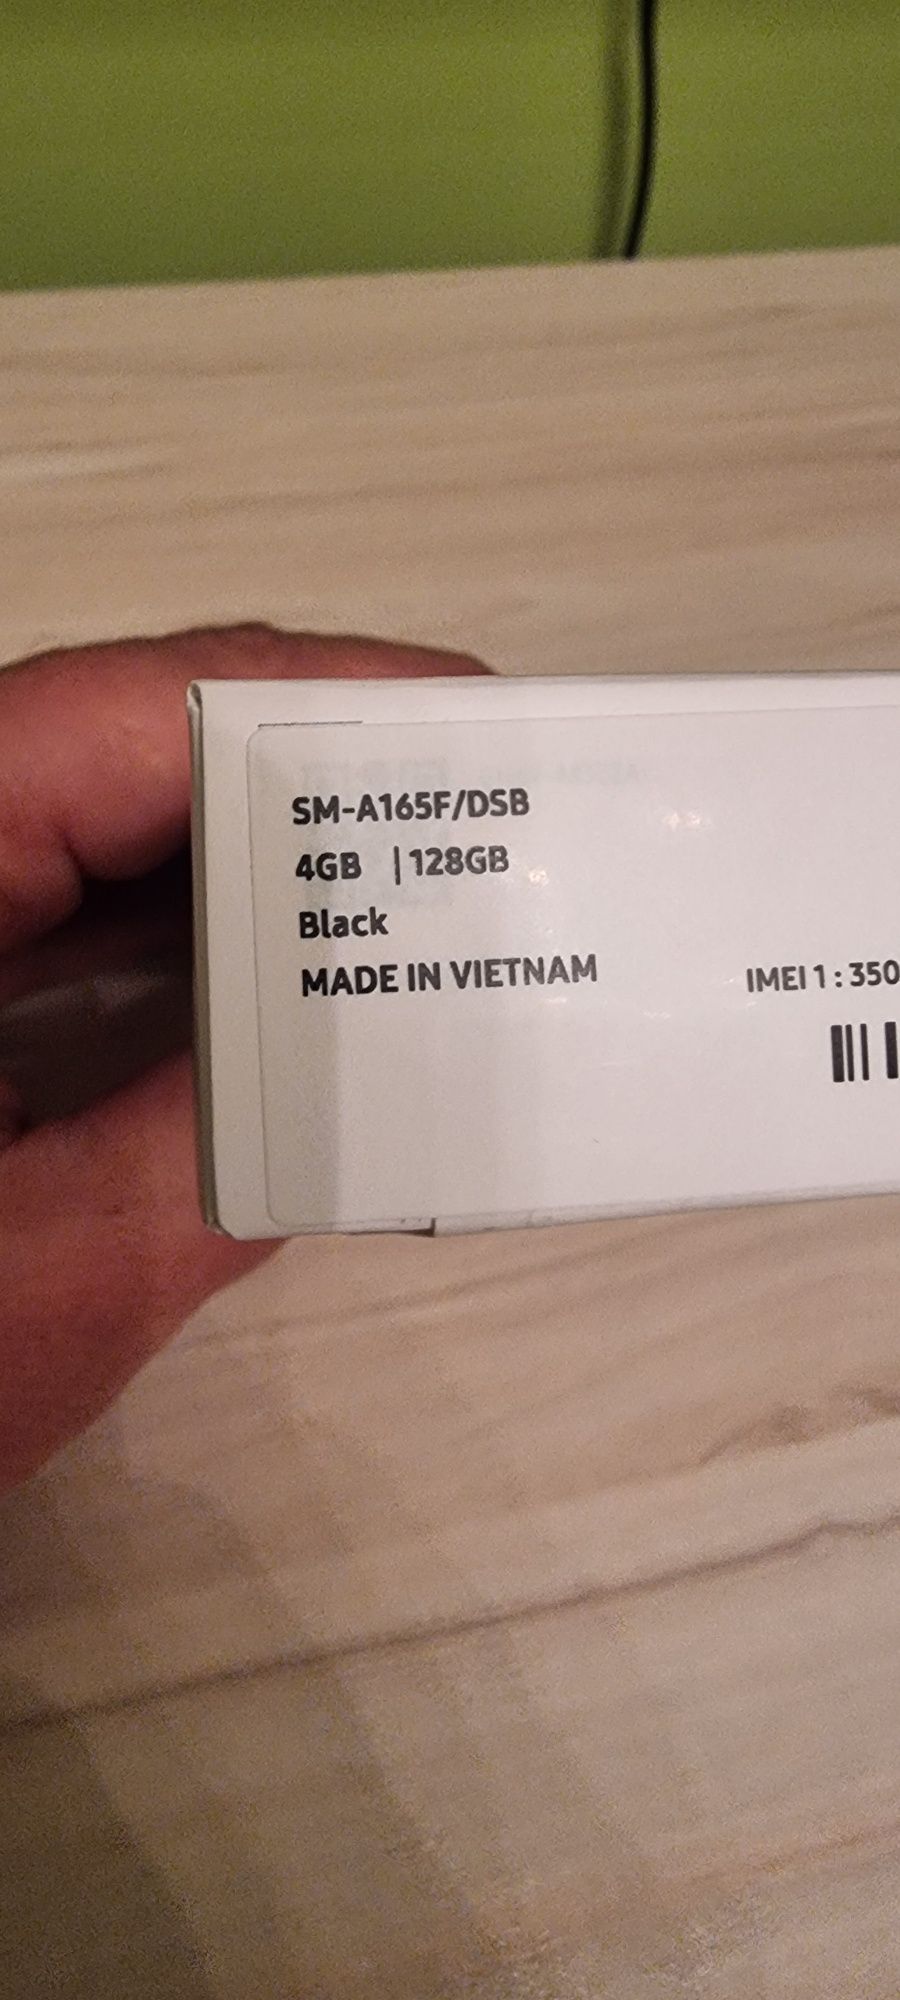 SM-A165F/DSB
4GB | 128GB
Black
MADE IN VIETNAM
IMEI 1 : 350